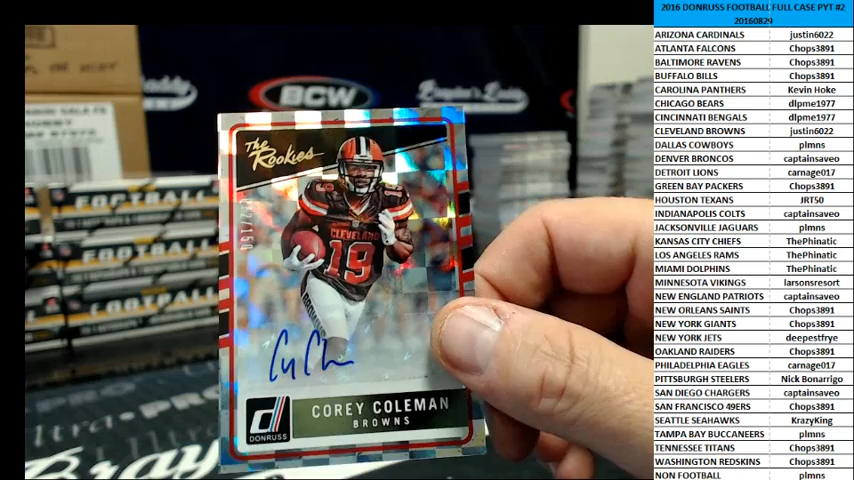 2016 DONRUSS FOOTBALL FULL CASE PYT #2
20160829
ARIZONA CARDINALS justin6022
ATLANTA FALCONS Chops3891
BALTIMORE RAVENS Chops3891
BUFFALO BILLS Chops3891
CAROLINA PANTHERS Kevin Hoke
CHICAGO BEARS dlpme1977
CINCINNATI BENGALS dlpme1977
CLEVELAND BROWNS justin6022
DALLAS COWBOYS plmns
DENVER BRONCOS captainsaveo
DETROIT LIONS carnage017
GREEN BAY PACKERS Chops3891
HOUSTON TEXANS JRT50
INDIANAPOLIS COLTS captainsaveo
JACKSONVILLE JAGUARS plmns
KANSAS CITY CHIEFS ThePhinatic
LOS ANGELES RAMS ThePhinatic
MIAMI DOLPHINS ThePhinatic
MINNESOTA VIKINGS larsonsresort
NEW ENGLAND PATRIOTS captainsaveo
NEW ORLEANS SAINTS Chops3891
NEW YORK GIANTS Chops3891
NEW YORK JETS deepestfrye
OAKLAND RAIDERS Chops3891
PHILADELPHIA EAGLES carnage017
PITTSBURGH STEELERS Nick Bonarrigo
SAN DIEGO CHARGERS captainsaveo
SAN FRANCISCO 49ERS Chops3891
SEATTLE SEAHAWKS KrazyKing
TAMPA BAY BUCCANEERS plmns
TENNESSEE TITANS Chops3891
WASHINGTON REDSKINS Chops3891
NON FOOTBALL plmns
BCW
The
Rookies
CLEVELAND
19
19
COREY COLEMAN
BROWNS
DONRUSS
FOOTBALL
FOOTBALL